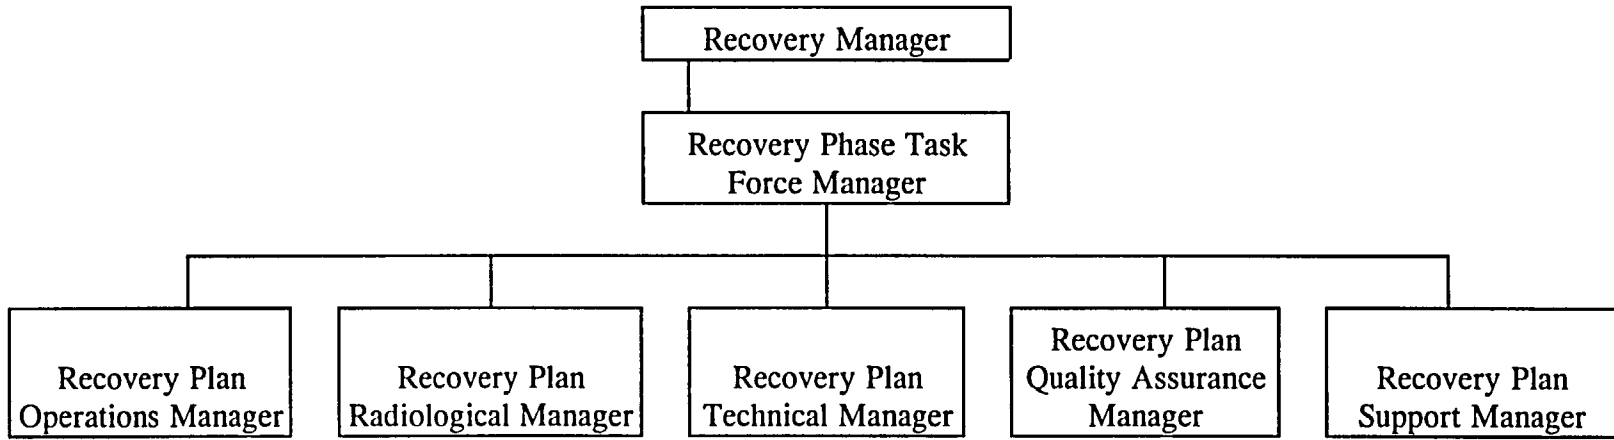 Recovery Manager
Recovery Phase Task
Force Manager
Recovery Plan
Operations Manager
Recovery Plan
Radiological Manager
Recovery Plan
Technical Manager
Recovery Plan
Quality Assurance
Manager
Recovery Plan
Support Manager